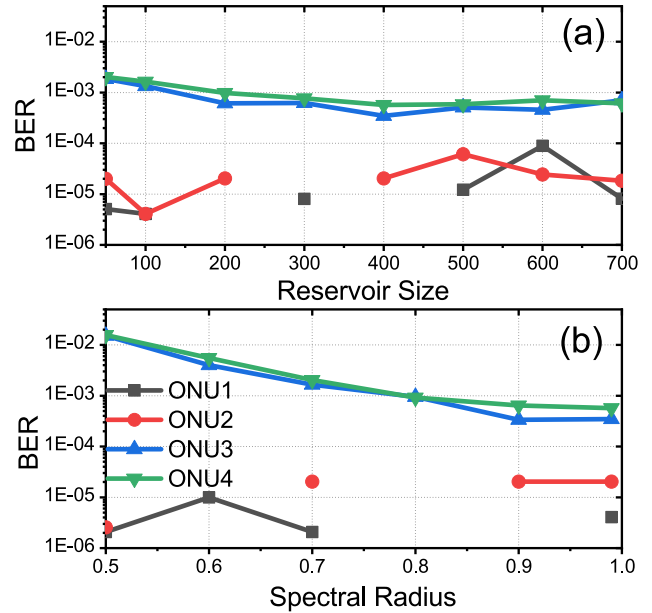 (a)
1E-02
1E-03
1E-04
1E-05
1E-06
BER
100 200 300 400 500 600 700
Reservoir Size
(b)
1E-02
1E-03
1E-04
1E-05
1E-06
BER
ONU1
ONU2
ONU3
ONU4
0.5 0.6 0.7 0.8 0.9 1.0
Spectral Radius